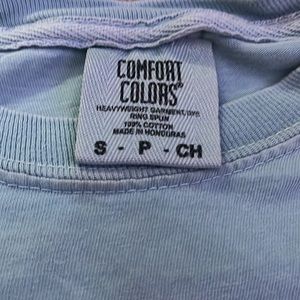 COMFORT
COLORS®
HEAVYWEIGHT GARMENT DYE
RING SPUN
100% COTTON
MADE IN HONDURAS
S - P - CH